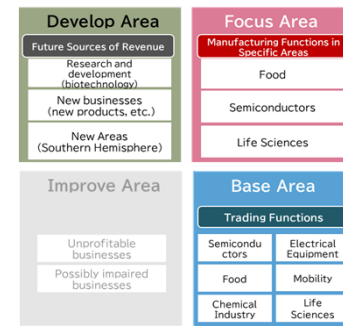 Develop Area
Future Sources of Revenue
Research and
development
(biotechnology)
New businesses
(new products, etc.)
New Areas
(Southern Hemisphere)
Focus Area
Manufacturing Functions in
Specific Areas
Food
Semiconductors
Life Sciences
Improve Area
Unprofitable
businesses
Possibly impaired
businesses
Base Area
Trading Functions
Semicondu
ctors
Electrical
Equipment
Food
Mobility
Chemical
Industry
Life
Sciences